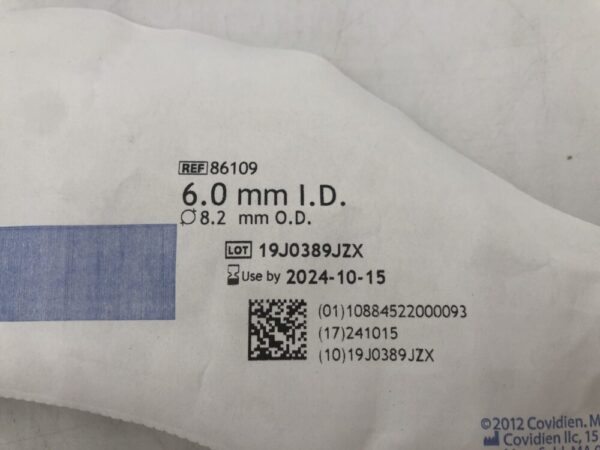 REF 86109
6.0 mm I.D.
8.2 mm O.D.
LOT 19J0389JZX
Use by 2024-10-15
(01)10884522000093
(17)241015
(10)19J0389JZX
©2012 Covidien.
Covidien llc, 15